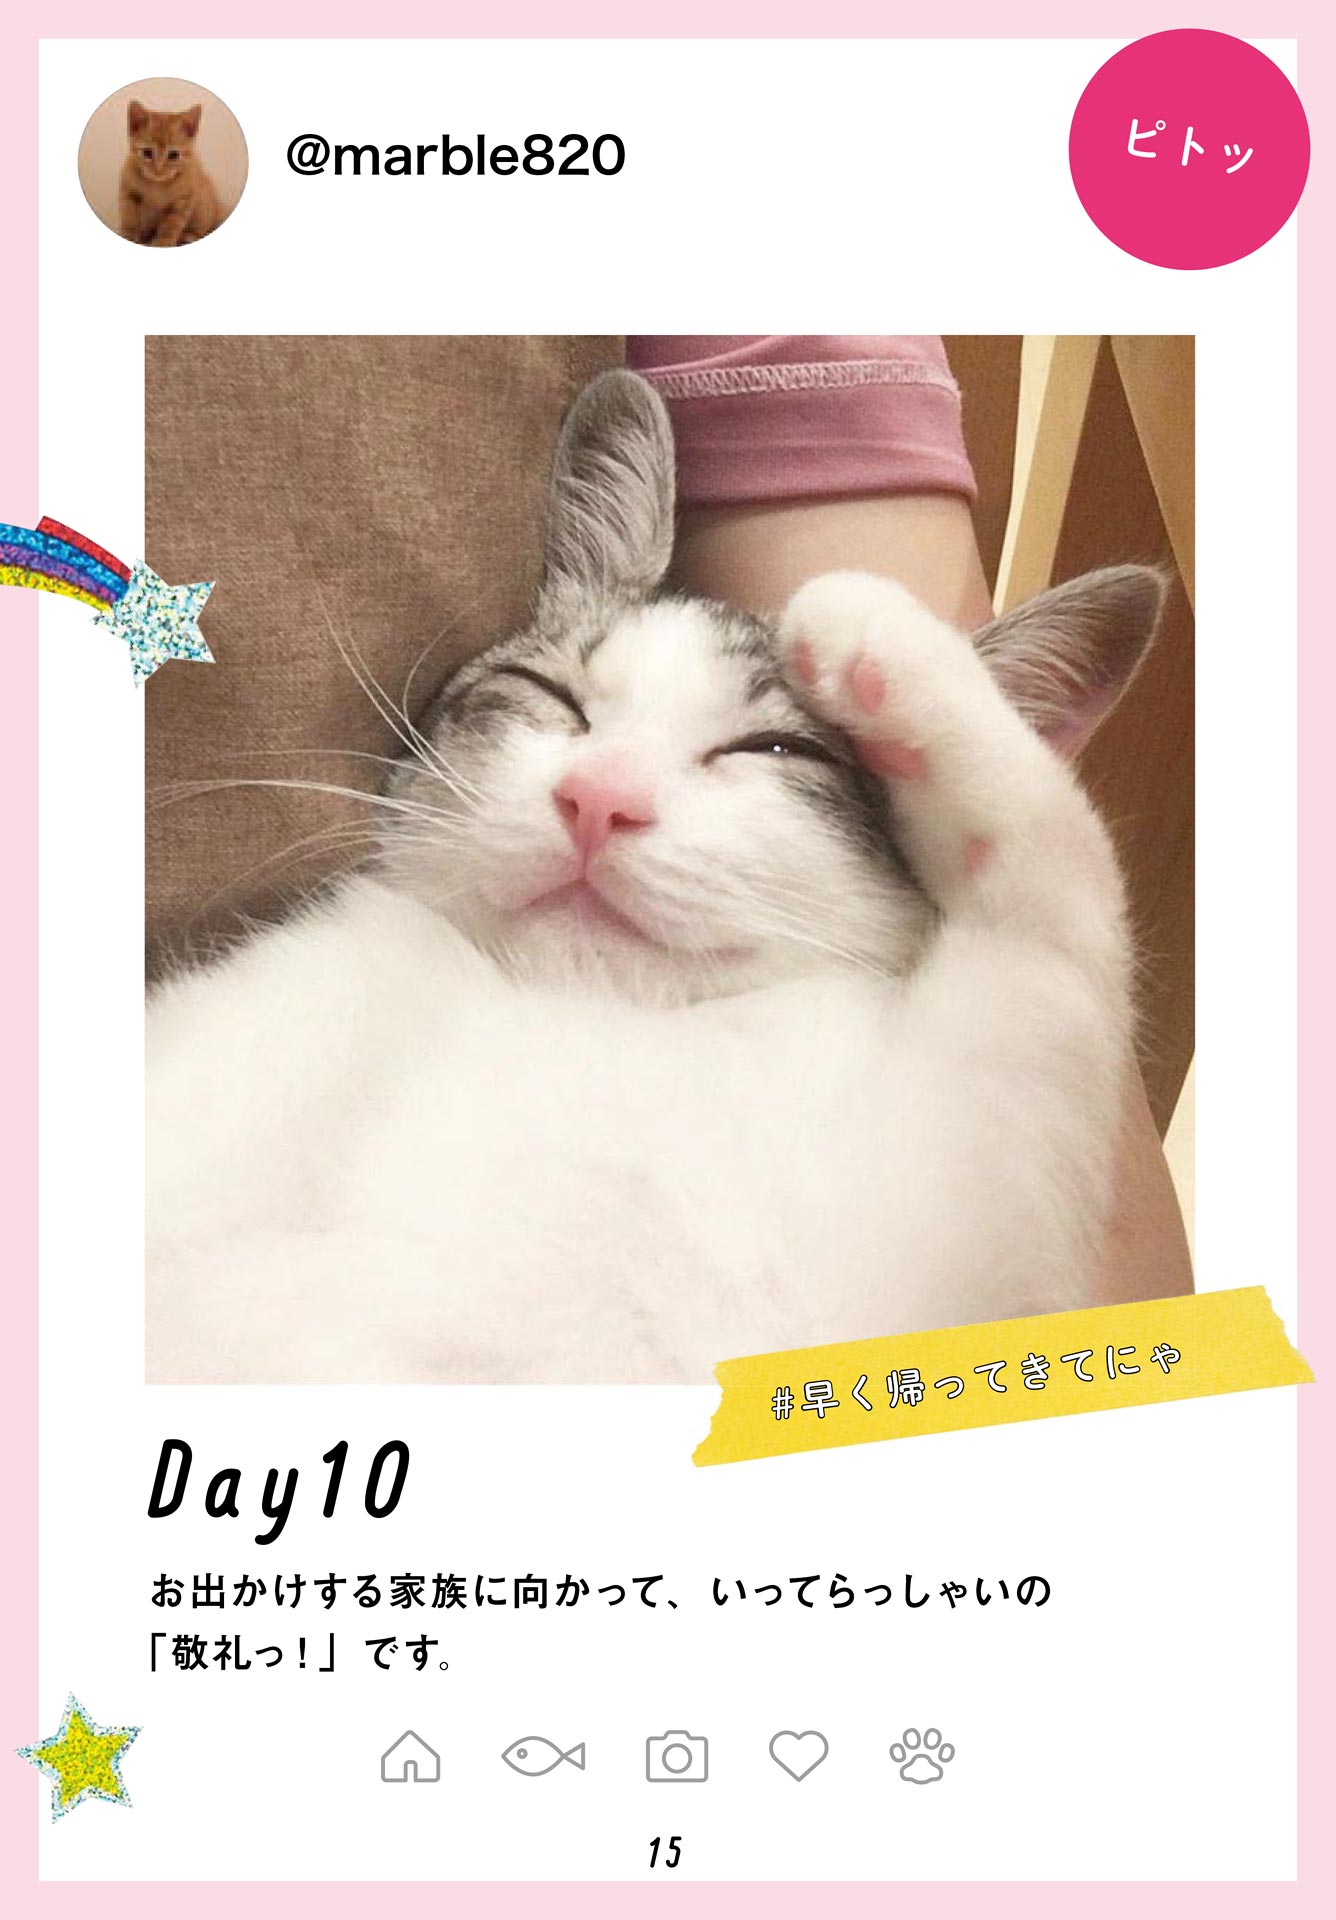 @marble820
ピトッ
#早く帰ってきてにゃ
Day10
お出かけする家族に向かって、いってらっしゃいの
「敬礼っ!」です。
15